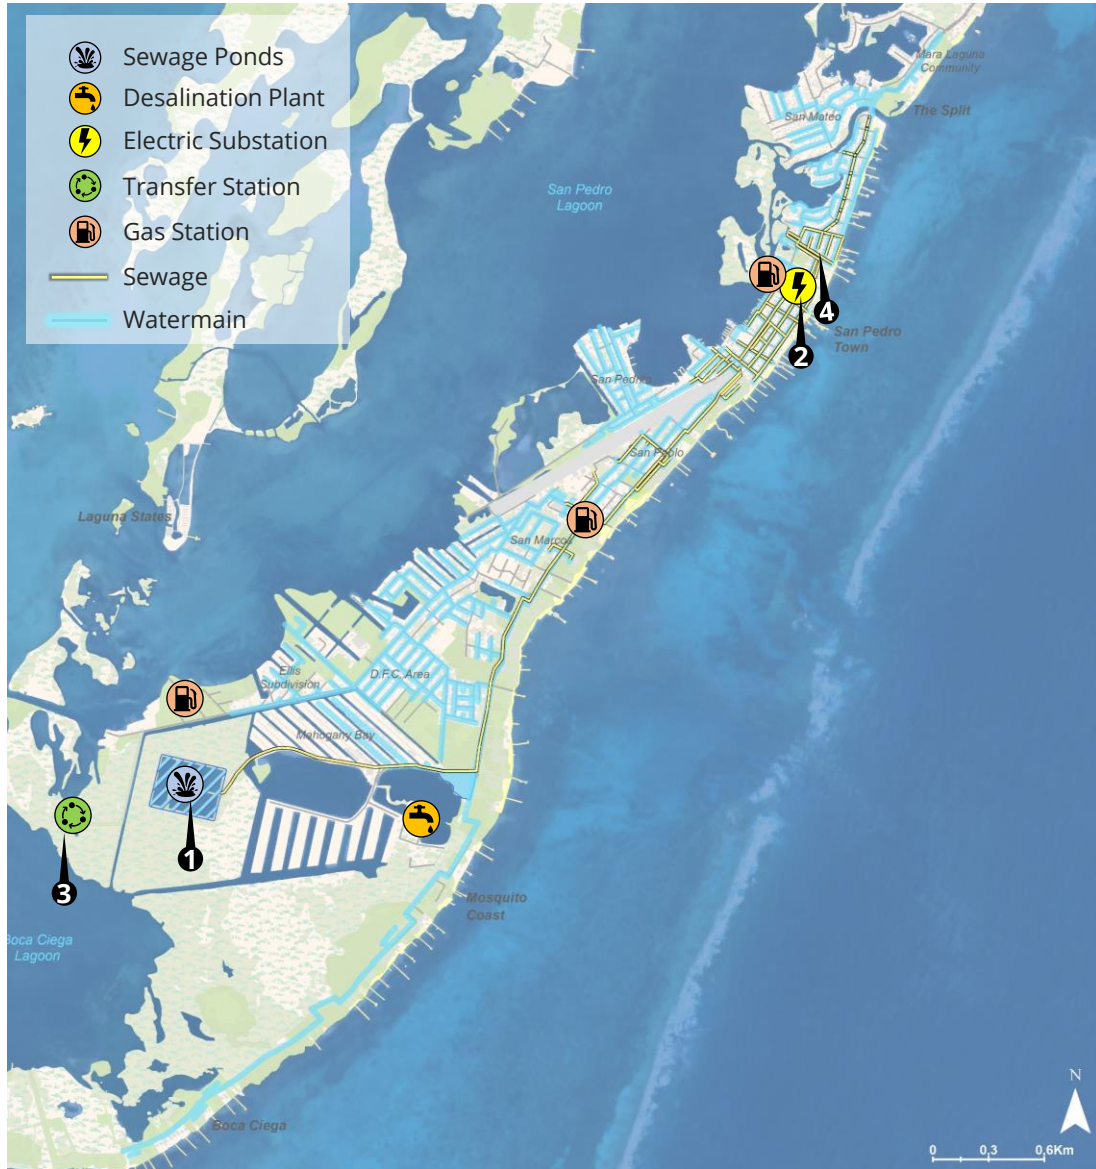 Sewage Ponds
Desalination Plant
Electric Substation
Transfer Station
Gas Station
Sewage
Watermain
Mara Laguna
Community
The Split
San Mateo
San Pedro
Lagoon
4
San Pedro
Town
2
San Pedrito
San Pablo
Laguna States
San Marcos
Ellis
Subdivision
D.F.C. Area
Mahogany Bay
1
3
Mosquito
Coast
Boca Ciega
Lagoon
Boca Ciega
N
0 0,3 0,6Km